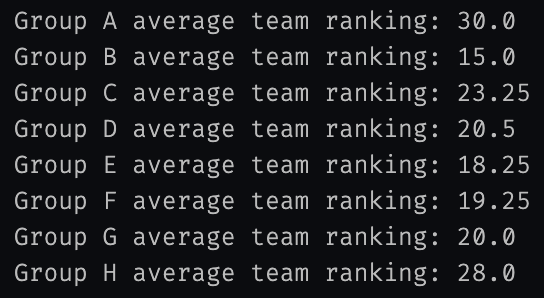 Group A average team ranking: 30.0
Group B average team ranking: 15.0
Group C average team ranking: 23.25
Group D average team ranking: 20.5
Group E average team ranking: 18.25
Group F average team ranking: 19.25
Group G average team ranking: 20.0
Group H average team ranking: 28.0